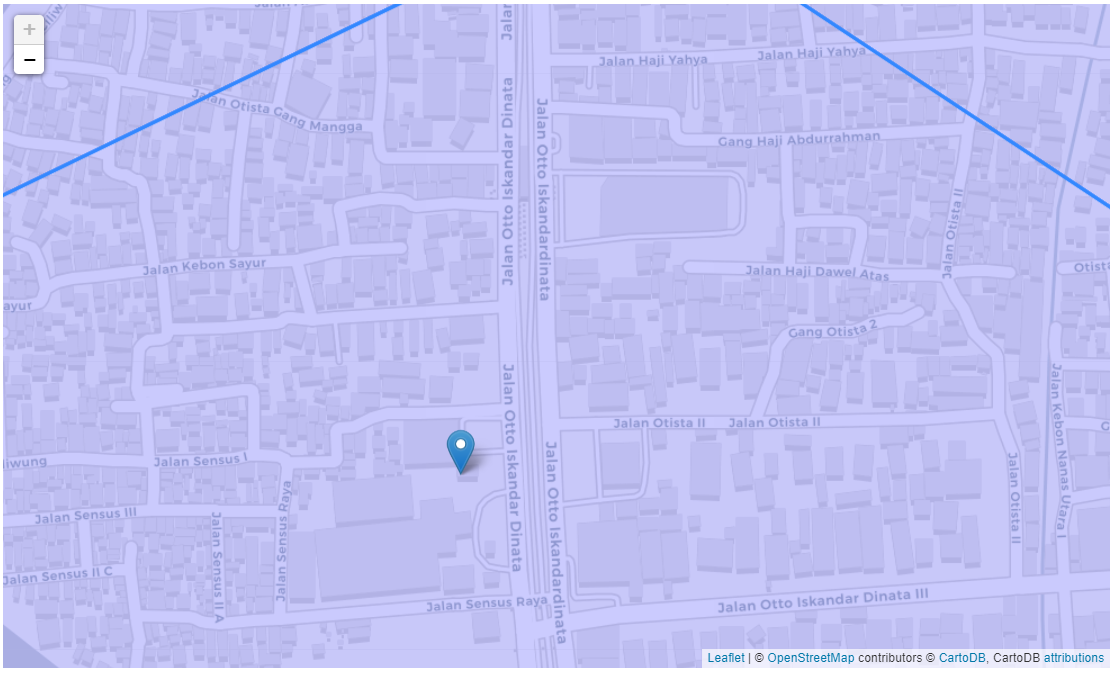 +
−
Jalan
Jalan Haji Yahya
Jalan Haji Yahya
Jalan Otista Gang Mangga
Jalan Otto Iskandar Dinata
Jalan Otto Iskandardinata
Gang Haji Abdurrahman
Jalan Otista II
Jalan Kebon Sayur
Jalan Haji Dawel Atas
Otista
ayur
Gang Otista 2
Jalan Otto Iskandar Dinata
Jalan Otista II
Jalan Otista II
Jalan Kebon Nanas Utara I
liwung
Jalan Sensus I
Jalan Otto Iskandardinata
Jalan Otista II
Jalan Sensus III
Jalan Sensus Raya
Jalan Sensus II A
Jalan Sensus II C
Jalan Sensus Raya
Jalan Otto Iskandar Dinata III
Leaflet | © OpenStreetMap contributors © CartoDB, CartoDB attributions